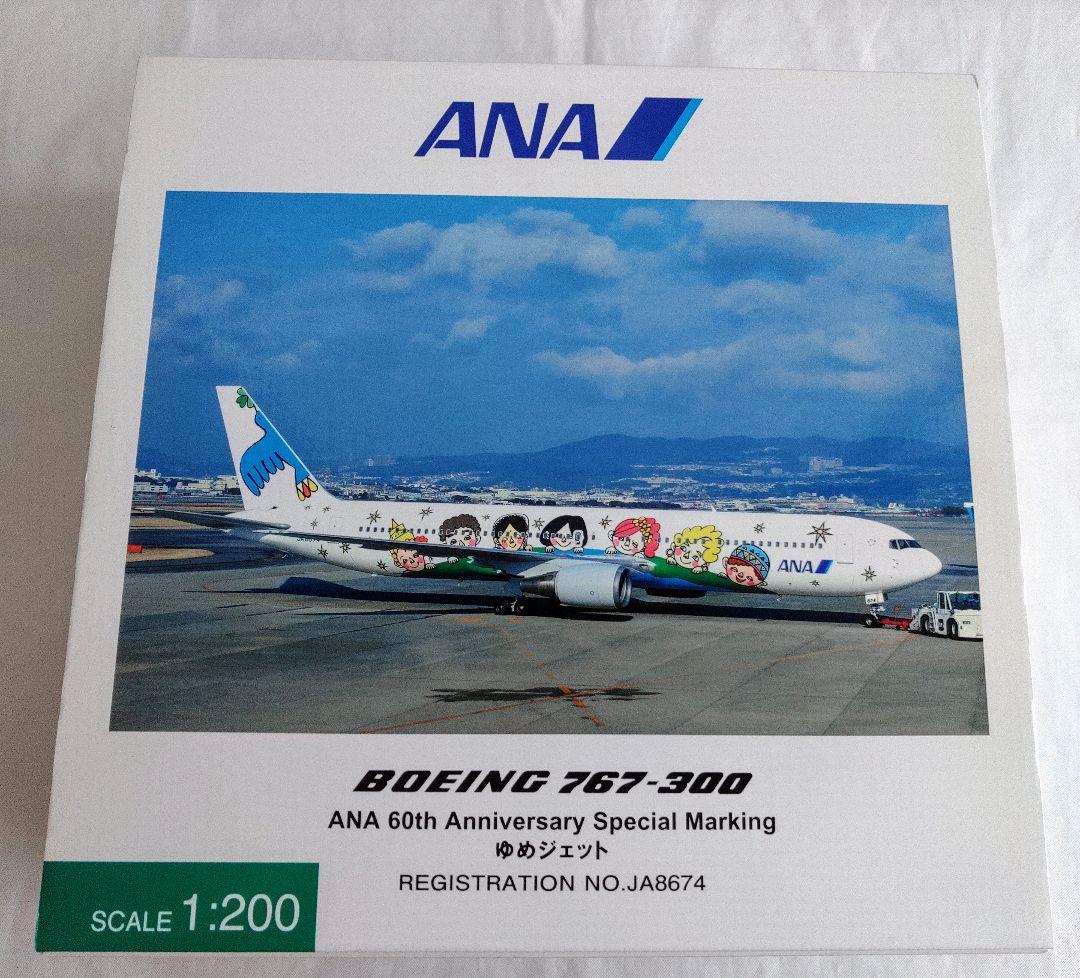 ANA
ANA
BOEING 767-300
ANA 60th Anniversary Special Marking
ゆめジェット
REGISTRATION NO.JA8674
SCALE 1:200